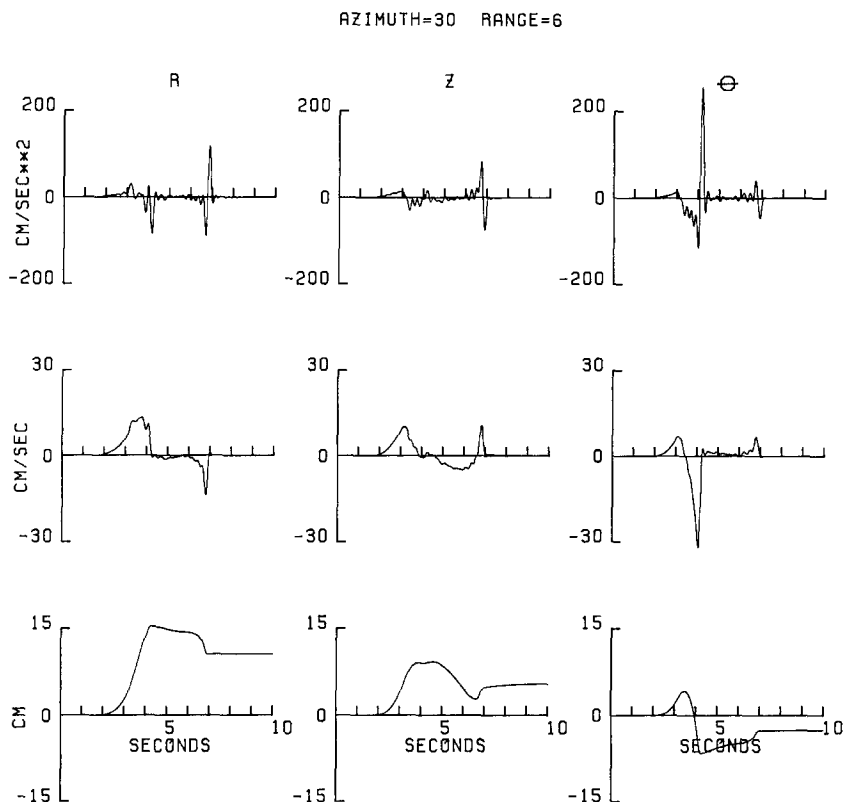 AZIMUTH=30 RANGE=6
R Z Θ
200 200 200
CM/SEC**2
0 0 0
-200 -200 -200
30 30 30
CM/SEC
0 0 0
-30 -30 -30
15 15 15
CM
0 0 0
5 10 5 10 5 10
SECONDS SECONDS SECONDS
-15 -15 -15